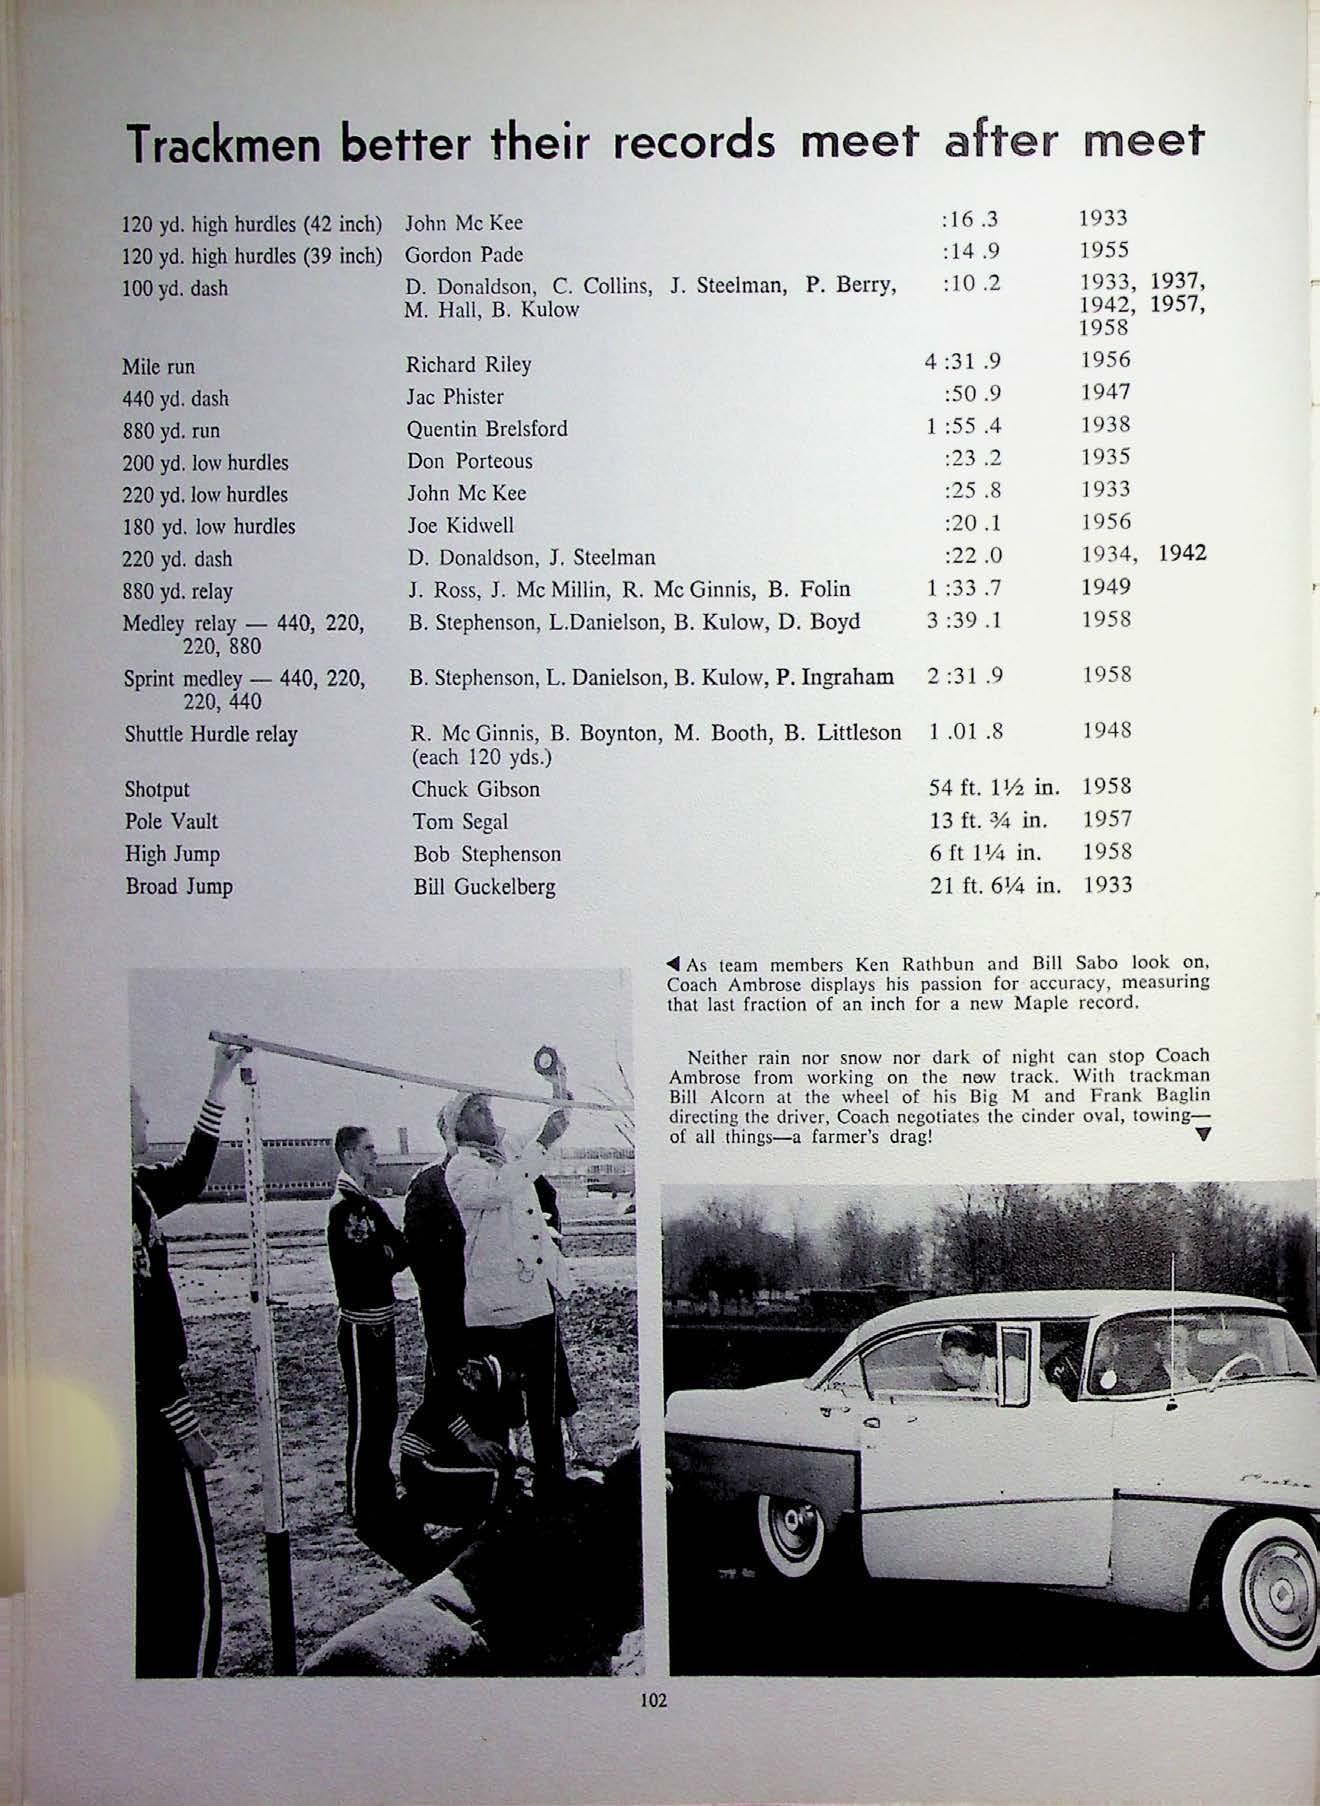 Trackmen better their records meet after meet
120 yd. high hurdles (42 inch) John Mc Kee :16 .3 1933
120 yd. high hurdles (39 inch) Gordon Pade :14 .9 1955
100 yd. dash D. Donaldson, C. Collins, J. Steelman, P. Berry, :10 .2 1933, 1937,
M. Hall, B. Kulow 1942, 1957,
1958
Mile run Richard Riley 4 :31 .9 1956
440 yd. dash Jac Phister :50 .9 1947
880 yd. run Quentin Brelsford 1 :55 .4 1938
200 yd. low hurdles Don Porteous :23 .2 1935
220 yd. low hurdles John Mc Kee :25 .8 1933
180 yd. low hurdles Joe Kidwell :20 .1 1956
220 yd. dash D. Donaldson, J. Steelman :22 .0 1934, 1942
880 yd. relay J. Ross, J. Mc Millin, R. Mc Ginnis, B. Folin 1 :33 .7 1949
Medley relay — 440, 220, B. Stephenson, L.Danielson, B. Kulow, D. Boyd 3 :39 .1 1958
220, 880
Sprint medley — 440, 220, B. Stephenson, L. Danielson, B. Kulow, P. Ingraham 2 :31 .9 1958
220, 440
Shuttle Hurdle relay R. Mc Ginnis, B. Boynton, M. Booth, B. Littleson 1 .01 .8 1948
(each 120 yds.)
Shotput Chuck Gibson 54 ft. 1½ in. 1958
Pole Vault Tom Segal 13 ft. ¾ in. 1957
High Jump Bob Stephenson 6 ft 1¼ in. 1958
Broad Jump Bill Guckelberg 21 ft. 6¼ in. 1933
◀ As team members Ken Rathbun and Bill Sabo look on,
Coach Ambrose displays his passion for accuracy, measuring
that last fraction of an inch for a new Maple record.
Neither rain nor snow nor dark of night can stop Coach
Ambrose from working on the new track. With trackman
Bill Alcorn at the wheel of his Big M and Frank Baglin
directing the driver, Coach negotiates the cinder oval, towing—
of all things—a farmer's drag! ▼
102